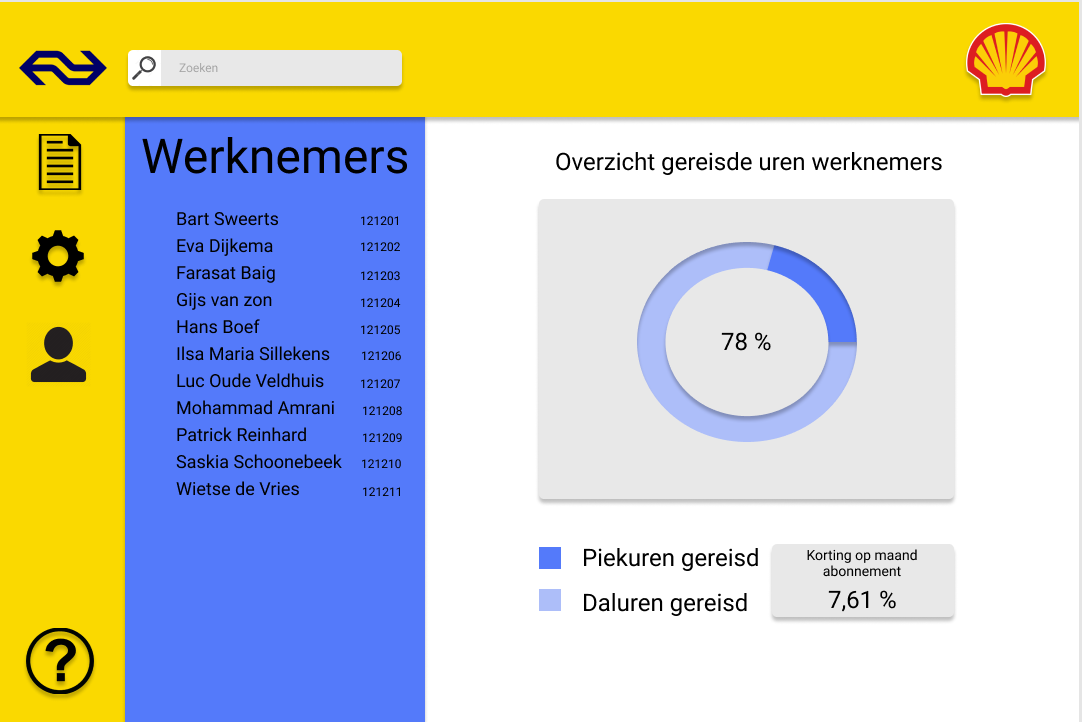 Zoeken
Werknemers
Bart Sweerts 121201
Eva Dijkema 121202
Farasat Baig 121203
Gijs van zon 121204
Hans Boef 121205
Ilsa Maria Sillekens 121206
Luc Oude Veldhuis 121207
Mohammad Amrani 121208
Patrick Reinhard 121209
Saskia Schoonebeek 121210
Wietse de Vries 121211
?
Overzicht gereisde uren werknemers
78 %
Piekuren gereisd
Daluren gereisd
Korting op maand
abonnement
7,61 %